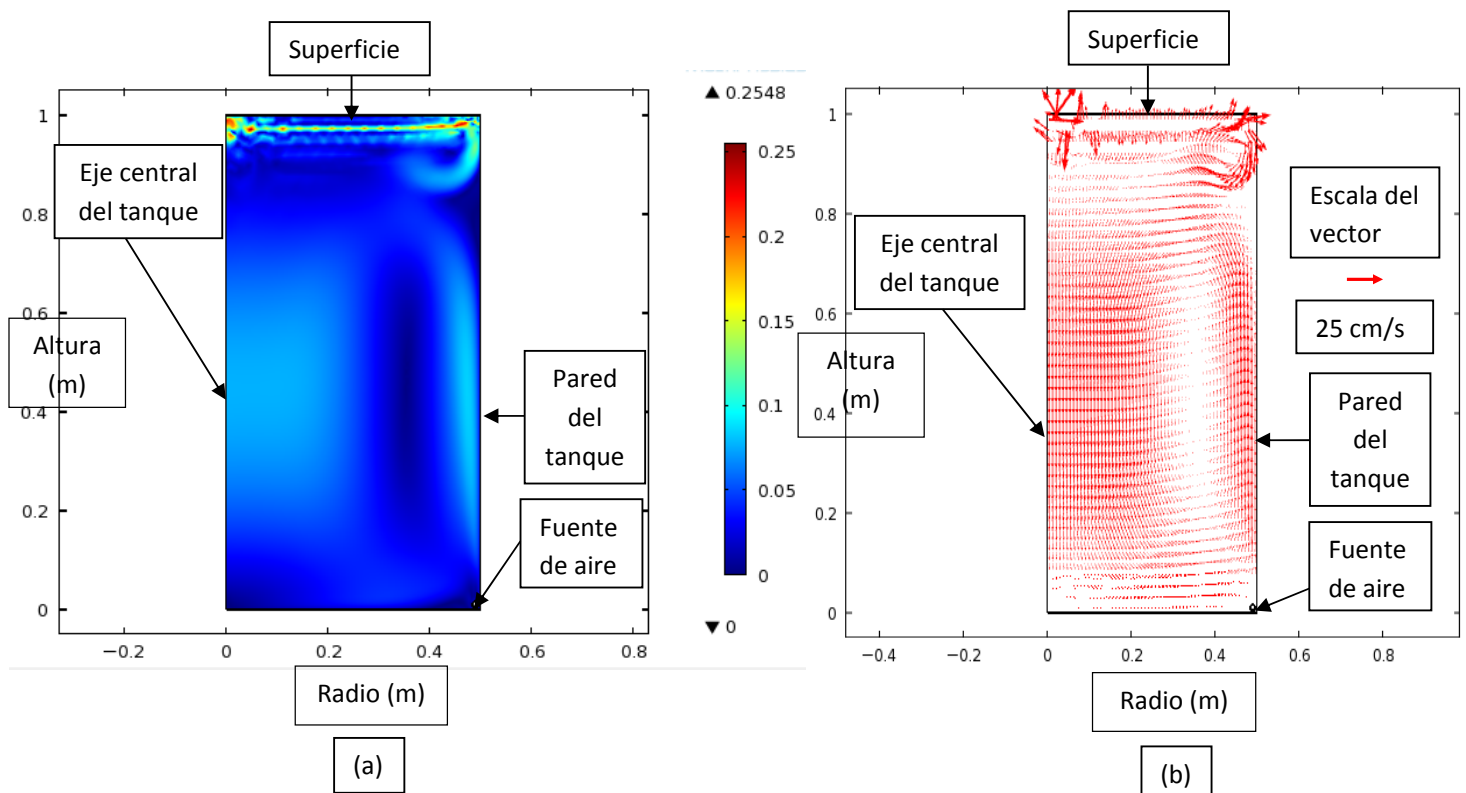 Superficie
Eje central
del tanque
Altura
(m)
1
0.8
0.6
0.4
0.2
0
−0.2
0
0.2
0.4
0.6
0.8
Radio (m)
(a)
▲ 0.2548
0.25
0.2
0.15
0.1
0.05
0
▼ 0
Pared
del
tanque
Fuente
de aire
Superficie
Eje central
del tanque
Altura
(m)
1
0.8
0.6
0.4
0.2
0
−0.4
−0.2
0
0.2
0.4
0.6
0.8
Radio (m)
(b)
Escala del
vector
25 cm/s
Pared
del
tanque
Fuente
de aire